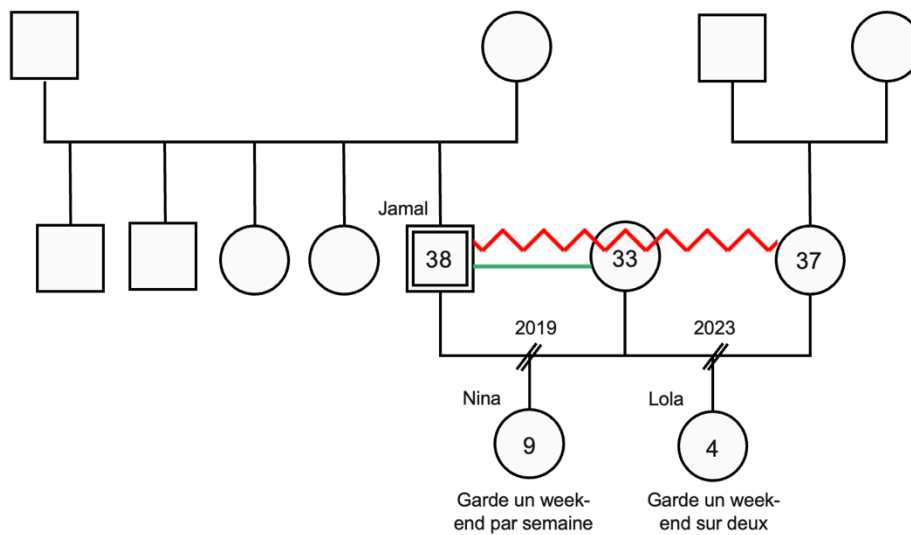 Jamal
38
33
37
2019
2023
Nina
Lola
9
4
Garde un week-
end par semaine
Garde un week-
end sur deux